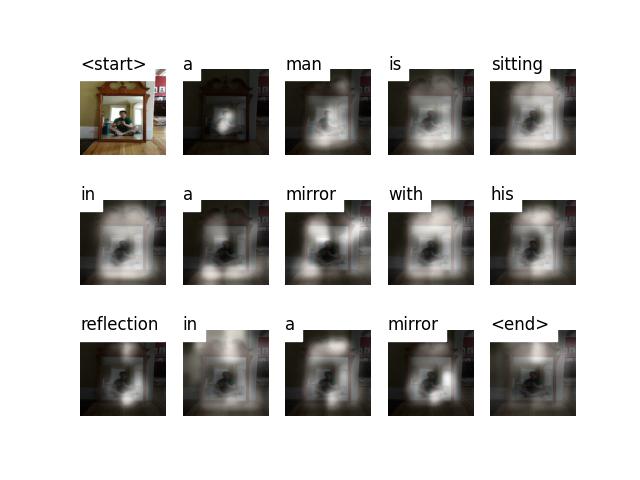 <start> a man is sitting
in a mirror with his
reflection in a mirror <end>